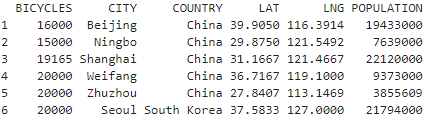 BICYCLES CITY COUNTRY LAT LNG POPULATION
1 16000 Beijing China 39.9050 116.3914 19433000
2 15000 Ningbo China 29.8750 121.5492 7639000
3 19165 Shanghai China 31.1667 121.4667 22120000
4 20000 Weifang China 36.7167 119.1000 9373000
5 20000 Zhuzhou China 27.8407 113.1469 3855609
6 20000 Seoul South Korea 37.5833 127.0000 21794000